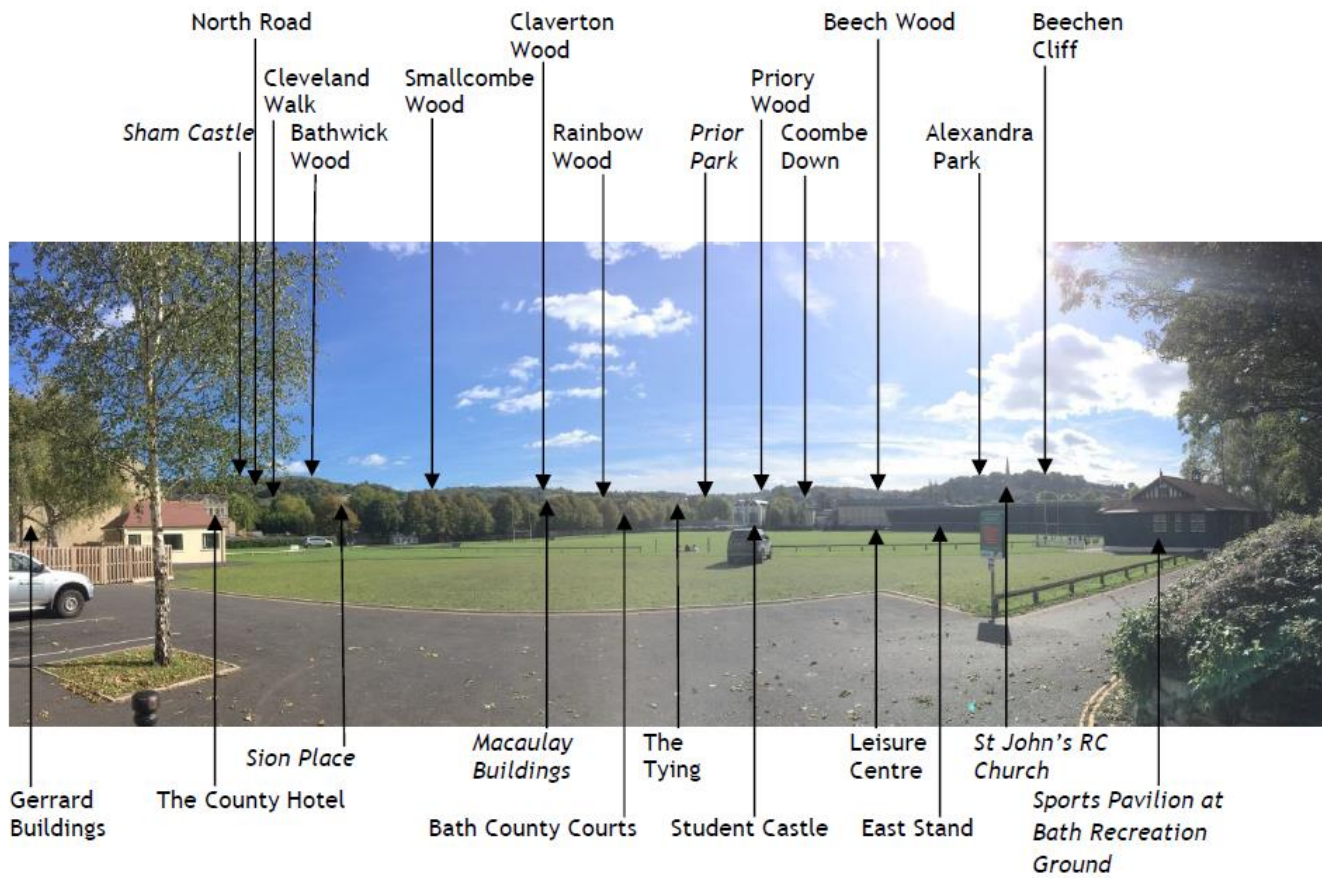 North Road
Claverton
Wood
Beech Wood
Beechen
Cliff
Cleveland
Walk
Smallcombe
Wood
Priory
Wood
Sham Castle
Bathwick
Wood
Rainbow
Wood
Prior
Park
Coombe
Down
Alexandra
Park
Sion Place
Macaulay
Buildings
The
Tying
Leisure
Centre
St John's RC
Church
Gerrard
Buildings
The County Hotel
Bath County Courts
Student Castle
East Stand
Sports Pavilion at
Bath Recreation
Ground